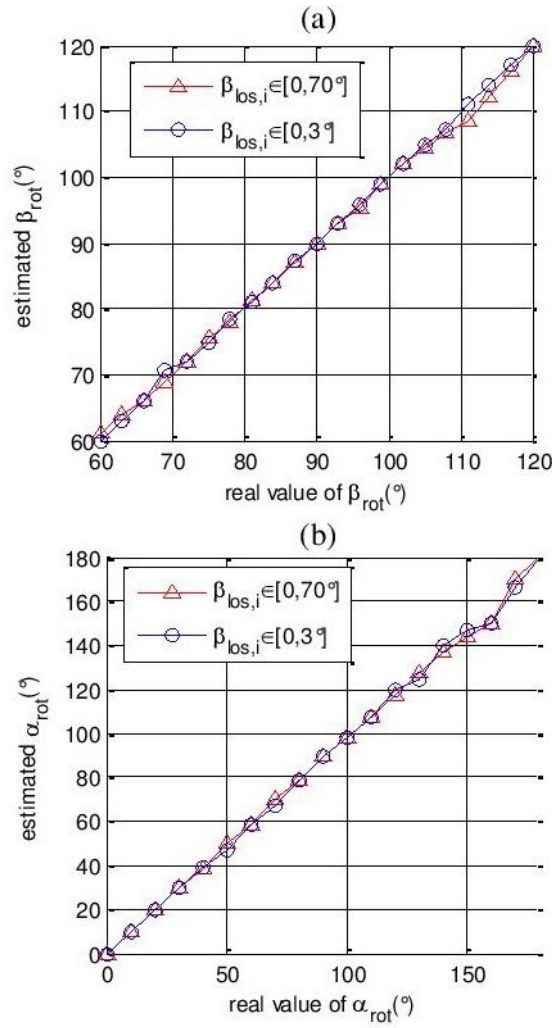 (a)
120
110
100
90
80
70
60
estimated βrot(°)
βlos,i∈[0,70°]
βlos,i∈[0,3°]
60 70 80 90 100 110 120
real value of βrot(°)
(b)
180
160
140
120
100
80
60
40
20
0
estimated αrot(°)
βlos,i∈[0,70°]
βlos,i∈[0,3°]
0 50 100 150
real value of αrot(°)